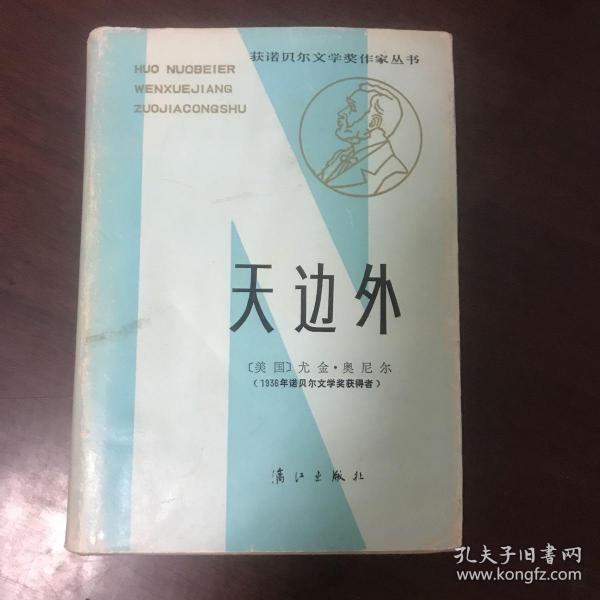 获诺贝尔文学奖作家丛书
HUO NUOBEIER
WENXUEJIANG
ZUOJIACONGSHU
天边外
〔美国〕尤金·奥尼尔
（1936年诺贝尔文学奖获得者）
漓江出版社
孔夫子旧书网
www.kongfz.com